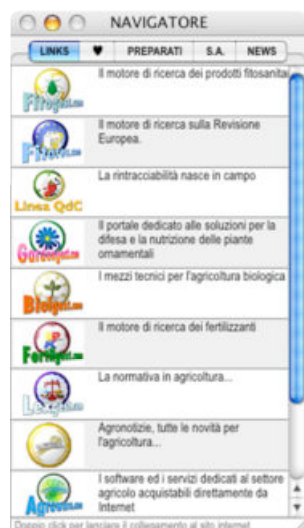 NAVIGATORE
LINKS ♥ PREPARATI S.A. NEWS
Il motore di ricerca dei prodotti fitosanita
Fitogest.com
Il motore di ricerca sulla Revisione
Europea.
La rintracciabilità nasce in campo
Linea QdC
Il portale dedicato alle soluzioni per la
difesa e la nutrizione delle piante
ornamentali
I mezzi tecnici per l'agricoltura biologica
Il motore di ricerca dei fertilizzanti
La normativa in agricoltura...
Agronotizie, tutte le novità per
l'agricoltura...
I software ed i servizi dedicati al settore
agricolo acquistabili direttamente da
Internet
Doppio click per lanciare il collegamento al sito internet